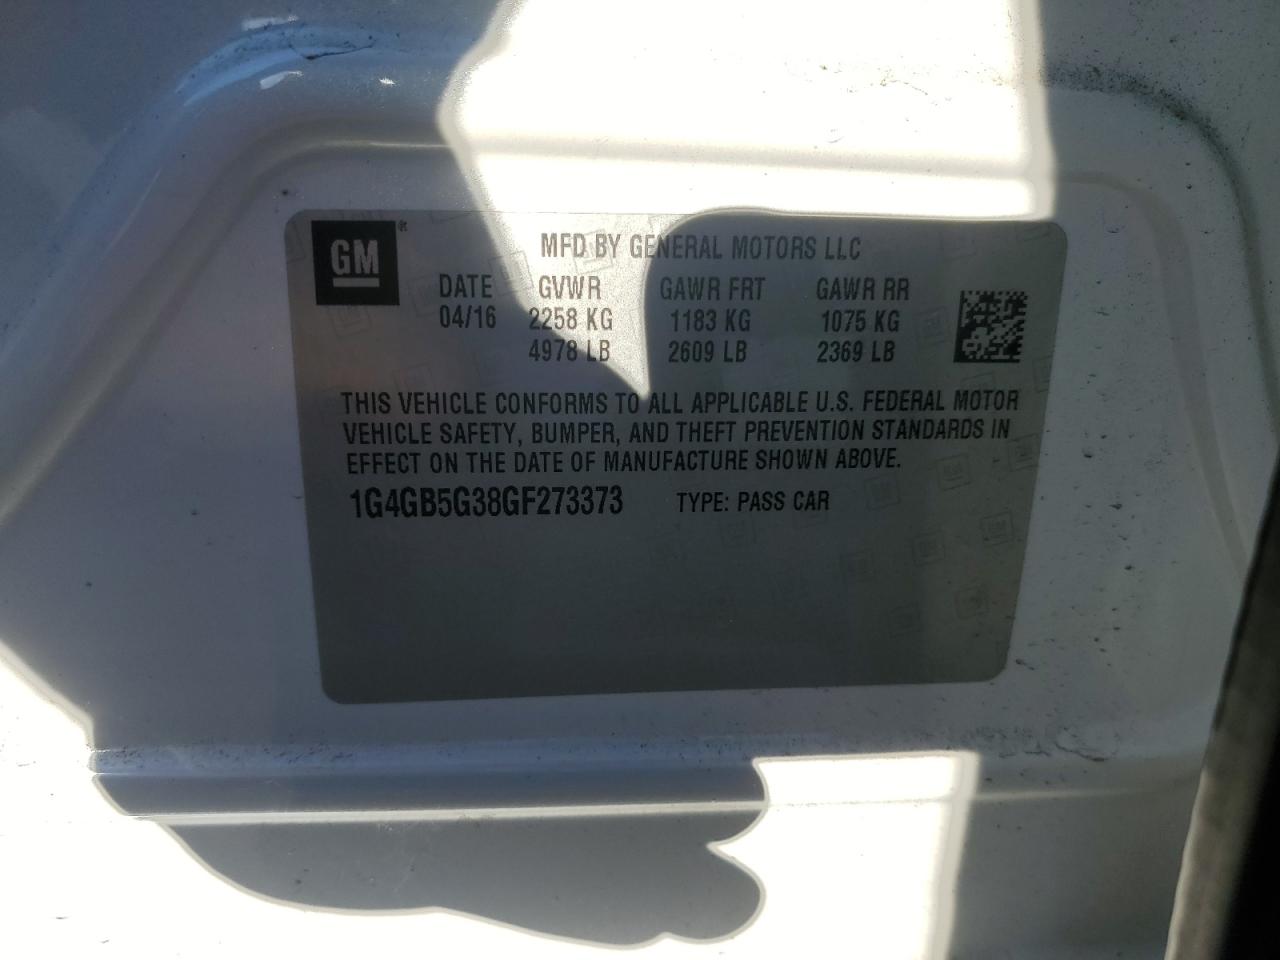 GM
MFD BY GENERAL MOTORS LLC
DATE GVWR GAWR FRT GAWR RR
04/16 2258 KG 1183 KG 1075 KG
4978 LB 2609 LB 2369 LB
THIS VEHICLE CONFORMS TO ALL APPLICABLE U.S. FEDERAL MOTOR
VEHICLE SAFETY, BUMPER, AND THEFT PREVENTION STANDARDS IN
EFFECT ON THE DATE OF MANUFACTURE SHOWN ABOVE.
1G4GB5G38GF273373 TYPE: PASS CAR